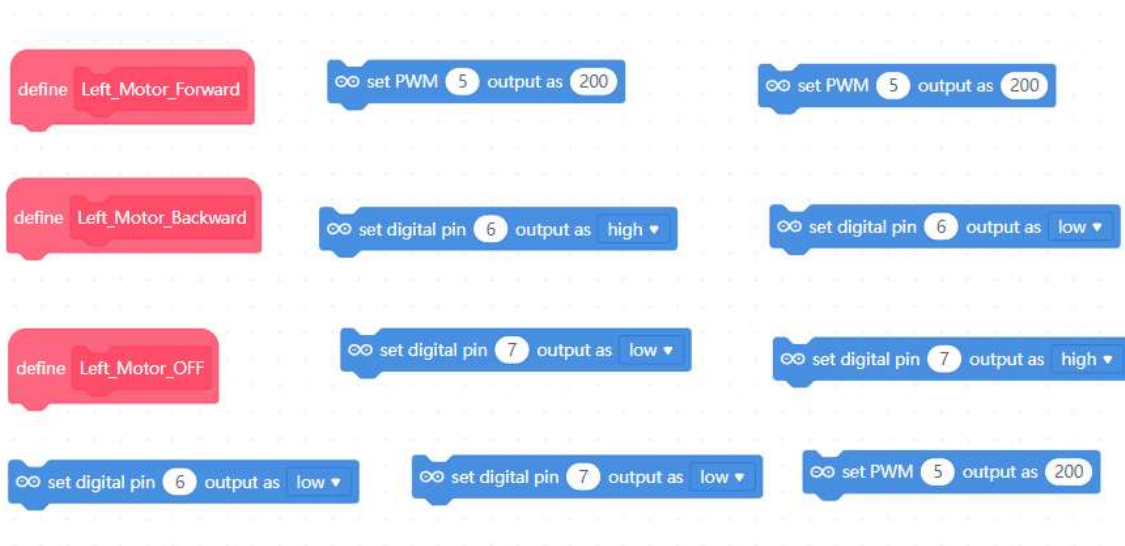 define Left_Motor_Forward
set PWM 5 output as 200
set PWM 5 output as 200
define Left_Motor_Backward
set digital pin 6 output as high
set digital pin 6 output as low
define Left_Motor_OFF
set digital pin 7 output as low
set digital pin 7 output as high
set digital pin 6 output as low
set digital pin 7 output as low
set PWM 5 output as 200